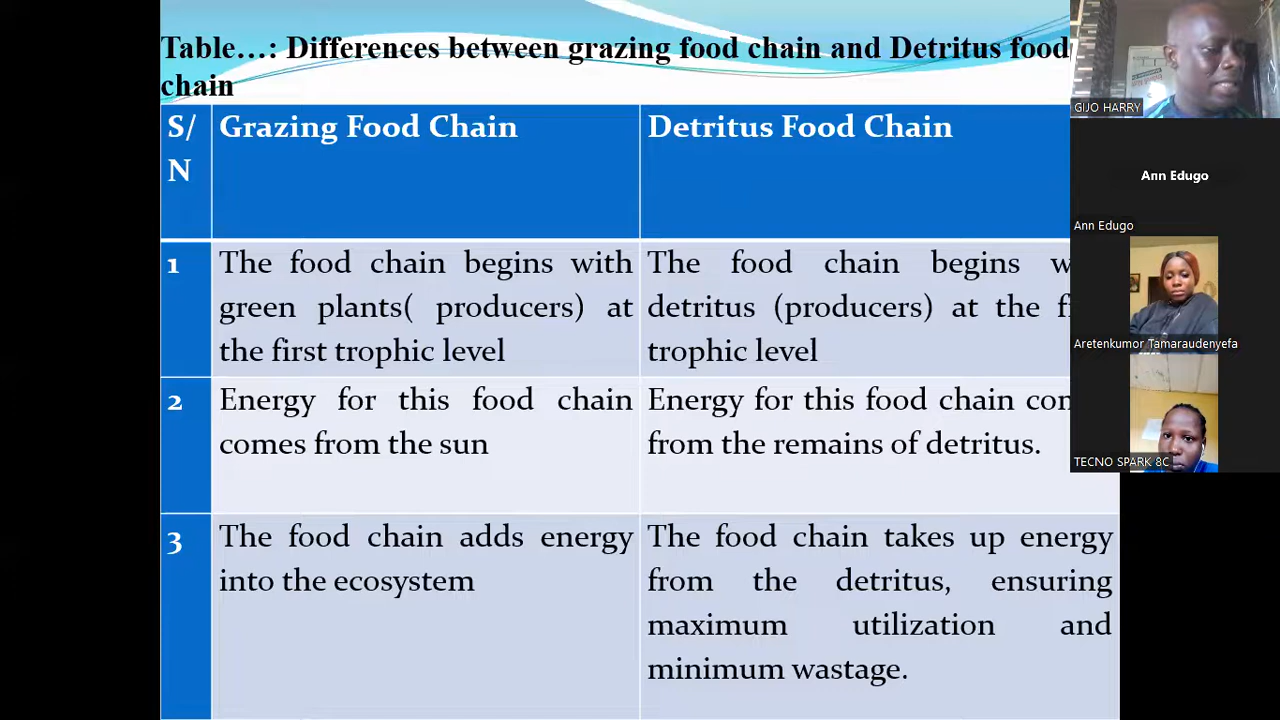 Table…: Differences between grazing food chain and Detritus food
chain
S/
N
Grazing Food Chain
Detritus Food Chain
1
The food chain begins with
green plants( producers) at
the first trophic level
The food chain begins
detritus (producers) at the
trophic level
2
Energy for this food chain
comes from the sun
Energy for this food chain
from the remains of detritus.
3
The food chain adds energy
into the ecosystem
The food chain takes up energy
from the detritus, ensuring
maximum utilization and
minimum wastage.
GIJO HARRY
Ann Edugo
Ann Edugo
Aretenkumor Tamaraudenyefa
TECNO SPARK 8C